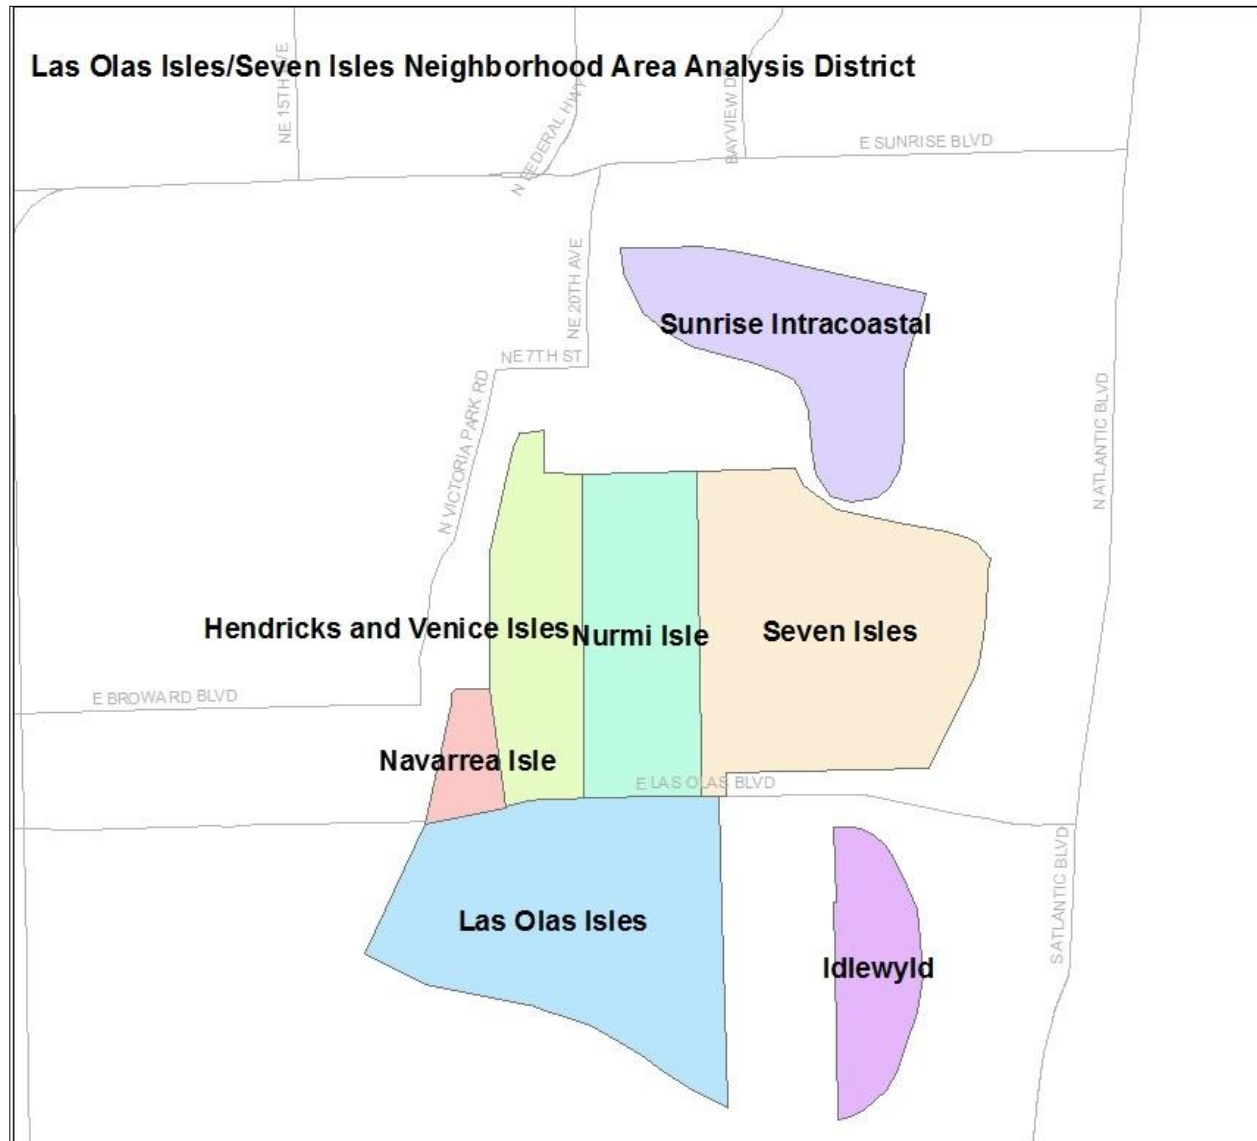 Las Olas Isles/Seven Isles Neighborhood Area Analysis District
NE 15TH AVE
N FEDERAL HWY
BAYVIEW DR
E SUNRISE BLVD
NE 20TH AVE
Sunrise Intracoastal
NE 7TH ST
N VICTORIA PARK RD
N ATLANTIC BLVD
Hendricks and Venice Isles
Nurmi Isle
Seven Isles
E BROWARD BLVD
Navarrea Isle
E LAS OLAS BLVD
S ATLANTIC BLVD
Las Olas Isles
Idlewyld